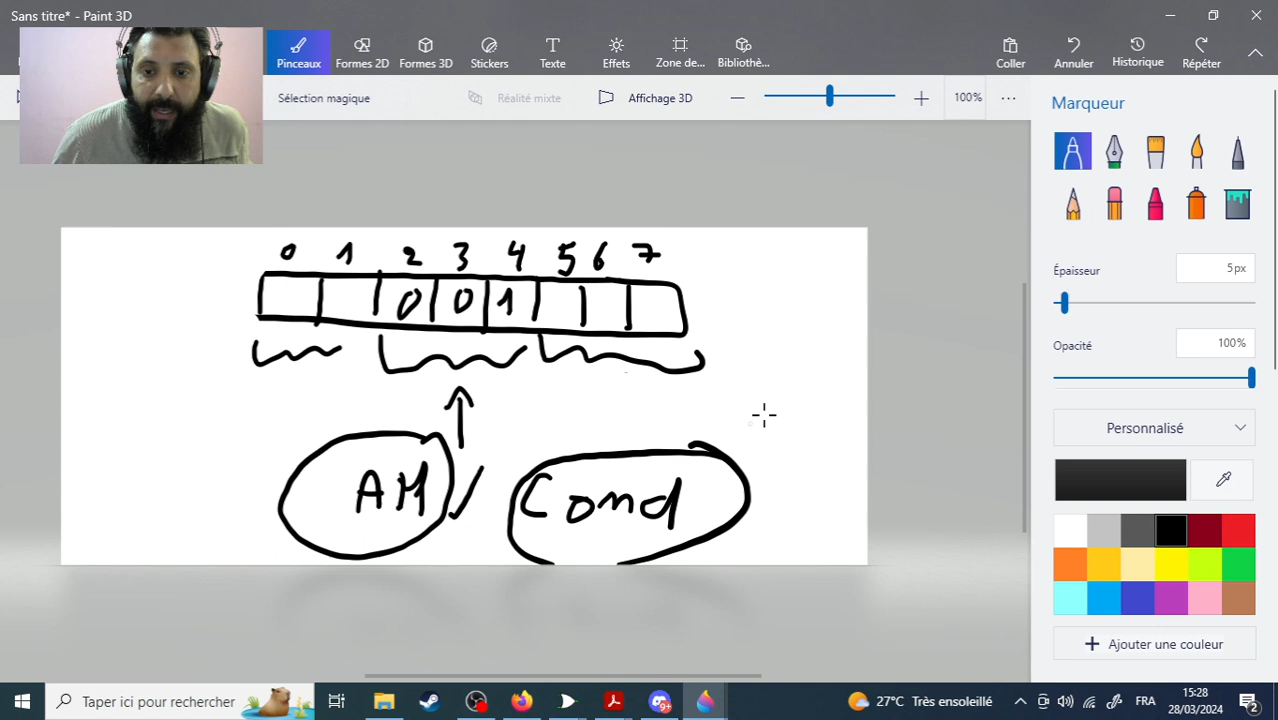 Sans titre* - Paint 3D
Pinceaux
Formes 2D
Formes 3D
Stickers
Texte
Effets
Zone de...
Bibliothè...
Coller
Annuler
Historique
Répéter
Sélection magique
Réalité mixte
Affichage 3D
100%
Marqueur
Épaisseur
5px
Opacité
100%
Personnalisé
Ajouter une couleur
0 1 2 3 4 5 6 7
0 0 1
AM / Cond
Taper ici pour rechercher
9+
27°C Très ensoleillé
FRA
15:28
28/03/2024
2